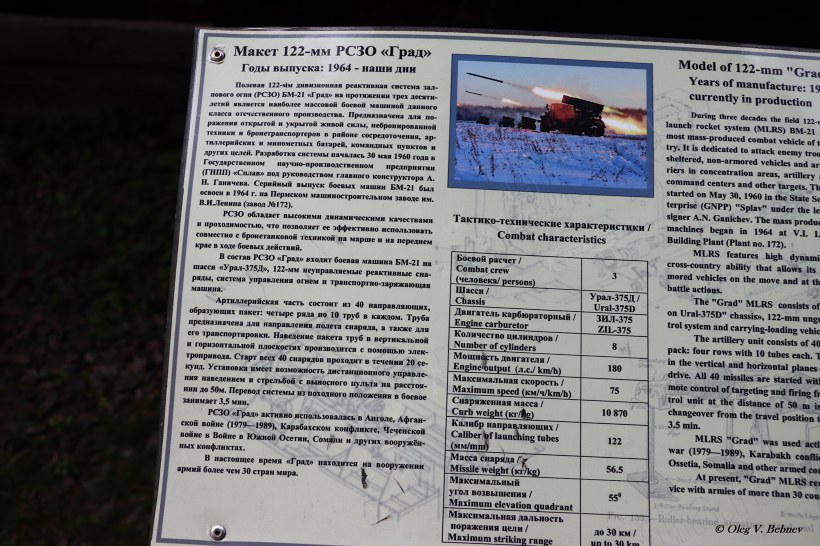 Макет 122-мм РСЗО «Град»
Годы выпуска: 1964 - наши дни
Полевая 122-мм дивизионная реактивная система зал-
пового огня (РСЗО) БМ-21 «Град» на протяжении трех десяти-
летий является наиболее массовой боевой машиной данного
класса отечественного производства. Предназначена для по-
ражения открытой и укрытой живой силы, небронированной
техники и бронетранспортеров в районе сосредоточения, ар-
тиллерийских и минометных батарей, командных пунктов и
других целей. Разработка системы началась 30 мая 1960 года в
Государственном научно-производственном предприятии
(ГНПП) «Сплав» под руководством главного конструктора А.
Н. Ганичева. Серийный выпуск боевых машин БМ-21 был
освоен в 1964 г. на Пермском машиностроительном заводе им.
В.И.Ленина (завод №172).
РСЗО обладает высокими динамическими качествами
и проходимостью, что позволяет ее эффективно использовать
совместно с бронетанковой техникой на марше и на переднем
крае в ходе боевых действий.
В состав РСЗО «Град» входит боевая машина БМ-21 на
шасси «Урал-375Д», 122-мм неуправляемые реактивные сна-
ряды, система управления огнем и транспортно-заряжающая
машина.
Артиллерийская часть состоит из 40 направляющих,
образующих пакет: четыре ряда по 10 труб в каждом. Труба
предназначена для направления полета снаряда, а также для
его транспортировки. Наведение пакета труб в вертикальной
и горизонтальной плоскостях производится с помощью элек-
тропривода. Старт всех 40 снарядов проходит в течении 20 се-
кунд. Установка имеет возможность дистанционного управле-
ния наведением и стрельбой с выносного пульта на расстоя-
нии до 50м. Перевод системы из походного положения в боевое
занимает 3,5 мин.
РСЗО «Град» активно использовалась в Анголе, Афган-
ской войне (1979—1989), Карабахском конфликте, Чеченской
войне в Войне в Южной Осетии, Сомали и других вооружён-
ных конфликтах.
В настоящее время «Град» находится на вооружении
армий более чем 30 стран мира.
Тактико-технические характеристики /
Combat characteristics
Боевой расчет /
Combat crew
(человека/ persons)
3
Шасси /
Chassis
Урал-375Д /
Ural-375D
Двигатель карбюраторный /
Engine carburetor
ЗИЛ-375
ZIL-375
Количество цилиндров /
Number of cylinders
8
Мощность двигателя /
Engine output (л.с./ km/h)
180
Максимальная скорость /
Maximum speed (км/ч/km/h)
75
Снаряженная масса /
Curb weight (кг/kg)
10 870
Калибр направляющих /
Caliber of launching tubes
(мм/mm)
122
Масса снаряда /
Missile weight (кг/kg)
56.5
Максимальный
угол возвышения /
Maximum elevation quadrant
55⁰
Максимальная дальность
поражения цели /
Maximum striking range
до 30 км /
up to 30 km
Model of 122-mm "Grad
Years of manufacture: 19
currently in production
During three decades the field 122-
launch rocket system (MLRS) BM-21
most mass-produced combat vehicle of t
try. It is dedicated to attack enemy troo
sheltered, non-armored vehicles and ar
riers in concentration areas, artillery
command centers and other targets. Th
started on May 30, 1960 in the State Sc
terprise (GNPP) "Splav" under the le
signer A.N. Ganichev. The mass produc
machines began in 1964 at V.I. L
Building Plant (Plant no. 172).
MLRS features high dynamic
cross-country ability that allows its
mored vehicles on the move and at th
battle actions.
The "Grad" MLRS consists of
on Ural-375D" chassis», 122-mm ungu
trol system and carrying-loading vehicl
The artillery unit consists of 40
pack: four rows with 10 tubes each. T
in the vertical and horizontal planes
drive. All 40 missiles are started with
mote control of targeting and firing fr
trol unit at the distance of 50 m is
changeover from the travel position t
3.5 min.
MLRS "Grad" was used acti
war (1979—1989), Karabakh confli
Ossetia, Somalia and other armed co
At present, "Grad" MLRS re
vice with armies of more than 30 cou
© Oleg V. Bebnev